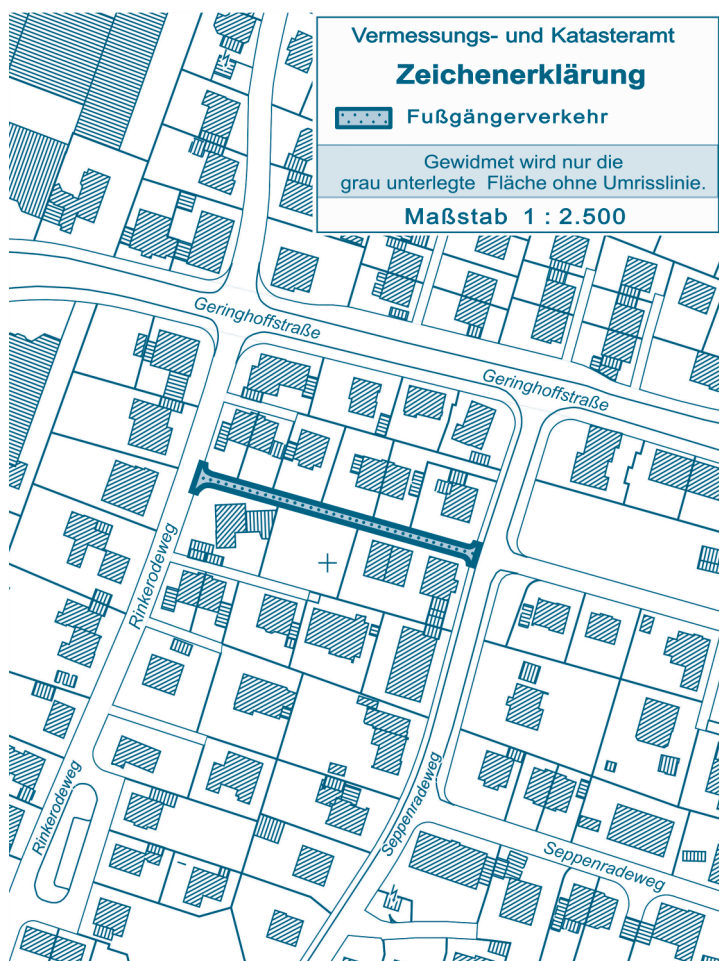 Vermessungs- und Katasteramt
Zeichenerklärung
Fußgängerverkehr
Gewidmet wird nur die
grau unterlegte Fläche ohne Umrisslinie.
Maßstab 1 : 2.500
Geringhoffstraße
Geringhoffstraße
Rinkerodeweg
Rinkerodeweg
Seppenradeweg
Seppenradeweg